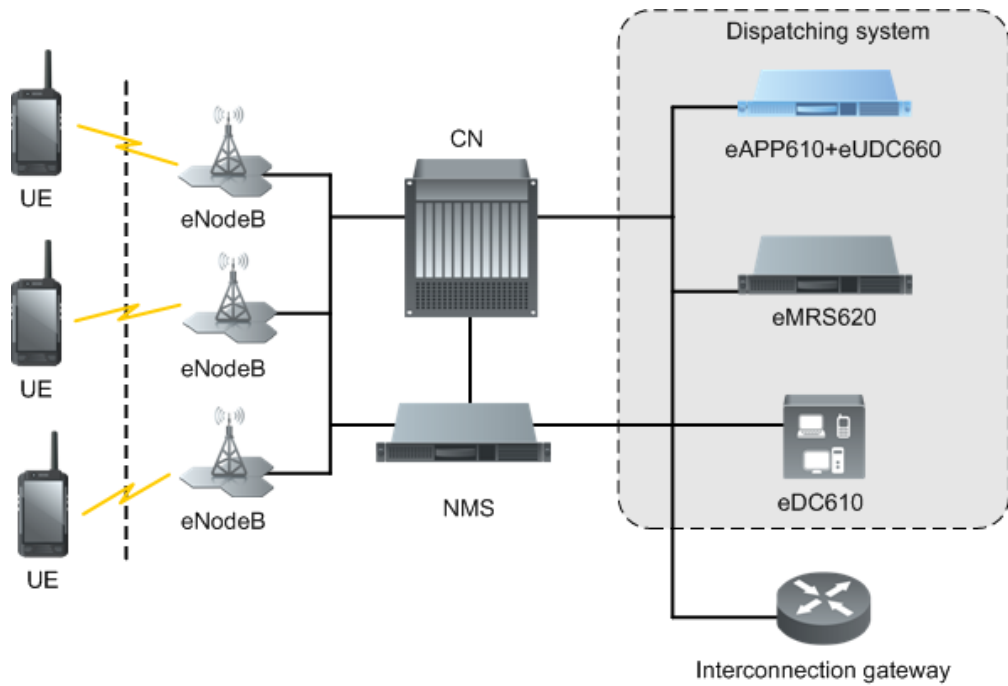 Dispatching system
eAPP610+eUDC660
CN
UE
eNodeB
eMRS620
UE
eNodeB
eDC610
NMS
eNodeB
UE
Interconnection gateway